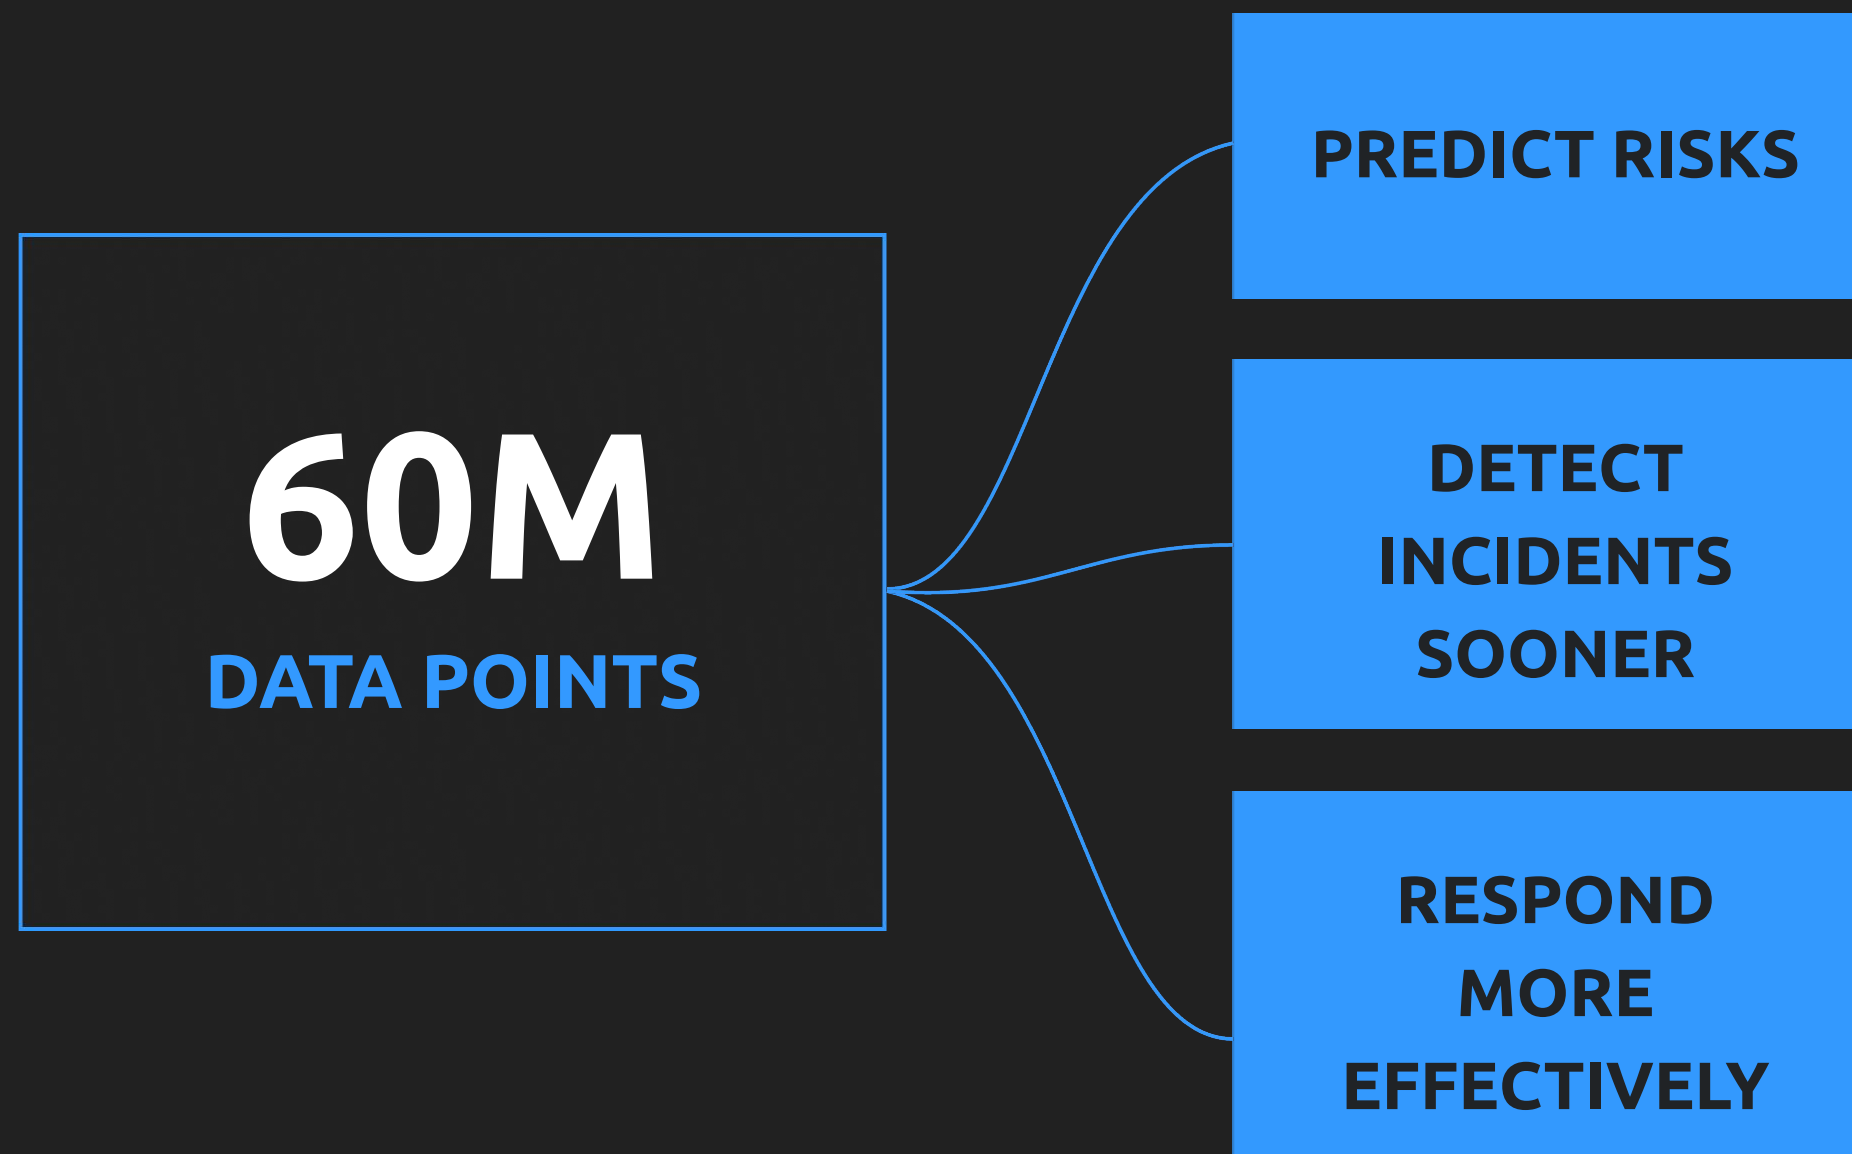 60M
DATA POINTS
PREDICT RISKS
DETECT
INCIDENTS
SOONER
RESPOND
MORE
EFFECTIVELY